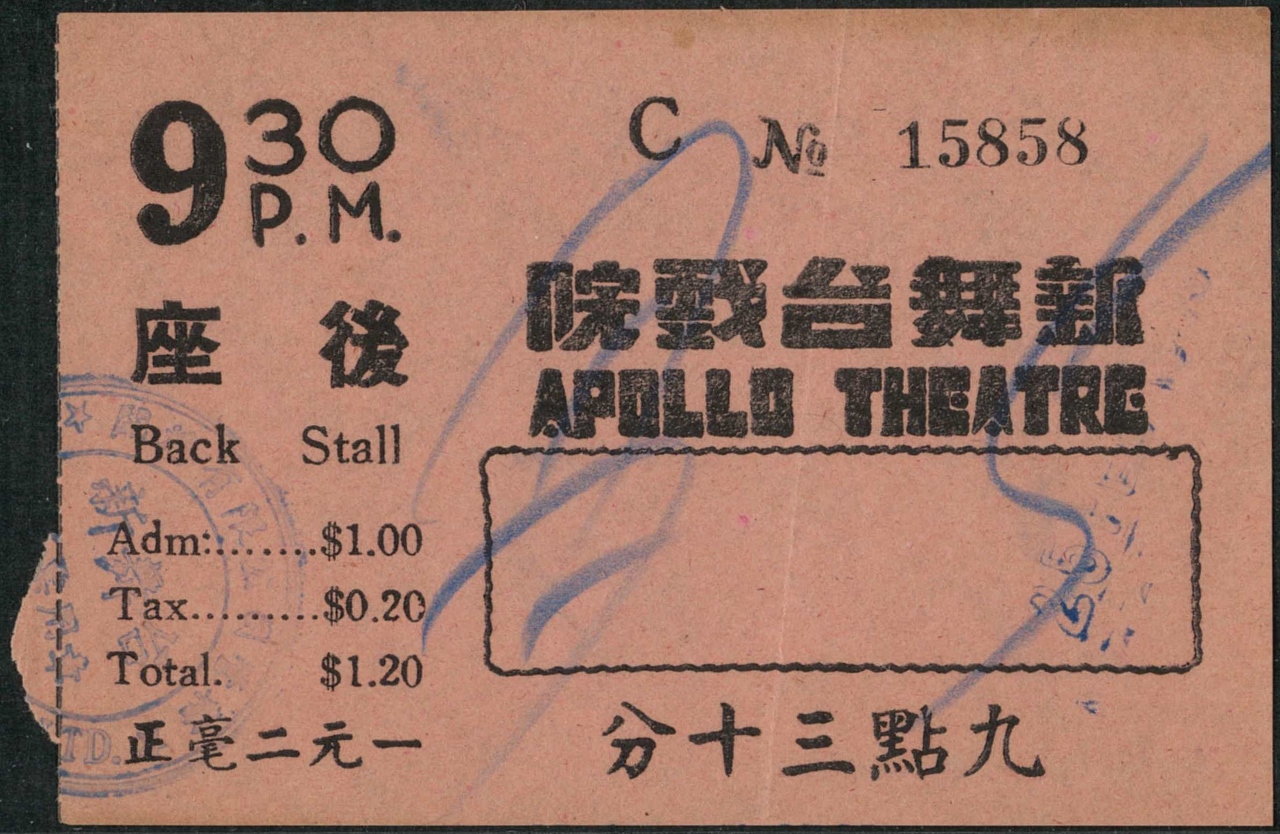 9 30 P.M.
後座
Back Stall
Adm:.......$1.00
Tax.........$0.20
Total. $1.20
一元二毫正
C № 15858
新舞台戲院
APOLLO THEATRE
九點三十分